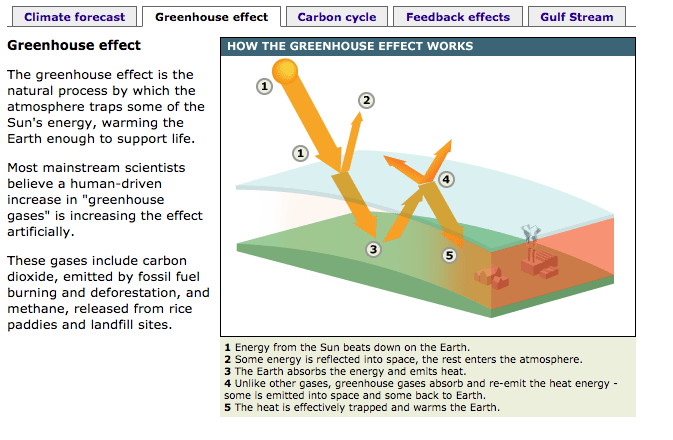 Climate forecast
Greenhouse effect
Carbon cycle
Feedback effects
Gulf Stream
Greenhouse effect
The greenhouse effect is the
natural process by which the
atmosphere traps some of the
Sun's energy, warming the
Earth enough to support life.
Most mainstream scientists
believe a human-driven
increase in "greenhouse
gases" is increasing the effect
artificially.
These gases include carbon
dioxide, emitted by fossil fuel
burning and deforestation, and
methane, released from rice
paddies and landfill sites.
HOW THE GREENHOUSE EFFECT WORKS
1
2
1
4
3
5
1 Energy from the Sun beats down on the Earth.
2 Some energy is reflected into space, the rest enters the atmosphere.
3 The Earth absorbs the energy and emits heat.
4 Unlike other gases, greenhouse gases absorb and re-emit the heat energy -
some is emitted into space and some back to Earth.
5 The heat is effectively trapped and warms the Earth.